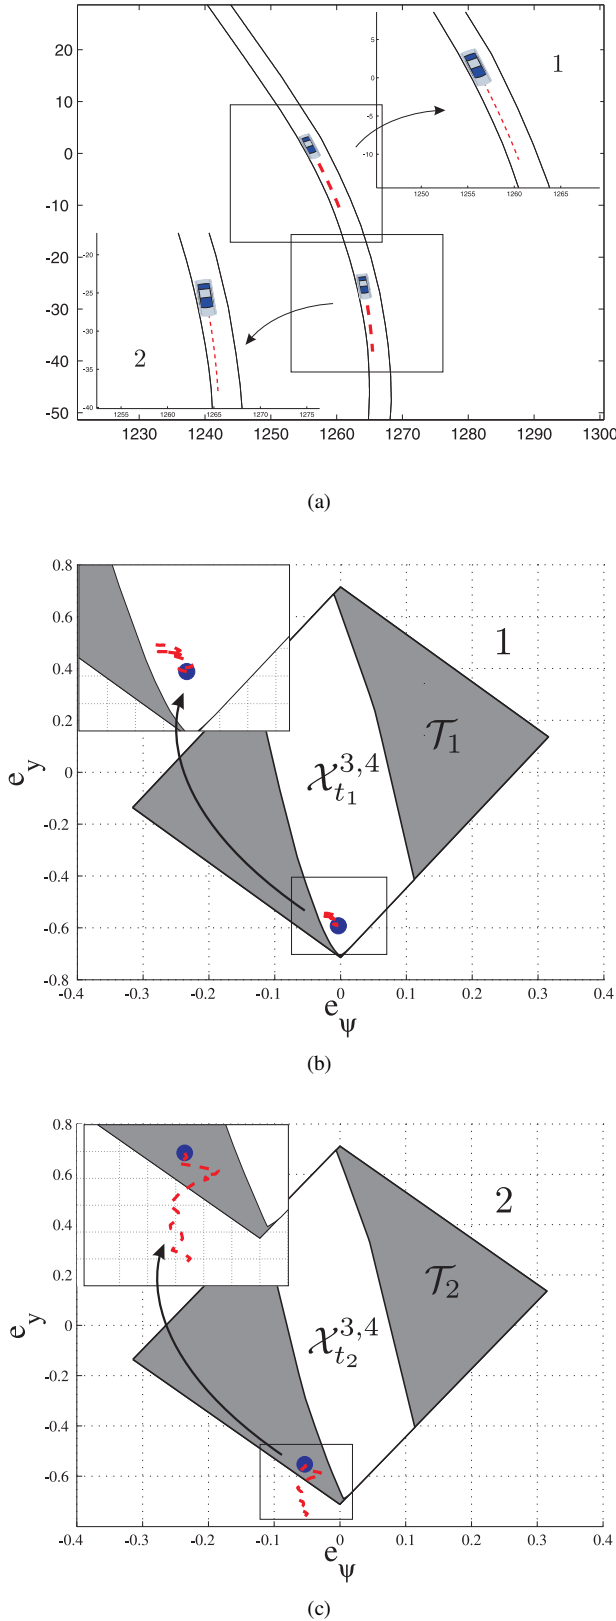 20
10
0
-10
-20
-30
-40
-50
1230 1240 1250 1260 1270 1280 1290 1300
5
0
-5
-10
1250 1255 1260 1265
1
-20
-25
-30
-35
-40
1255 1260 1265 1270 1275
2
(a)
0.8
0.6
0.4
0.2
0
-0.2
-0.4
-0.6
-0.8
-0.4 -0.3 -0.2 -0.1 0 0.1 0.2 0.3 0.4
e_y
e_ψ
1
𝒯_1
𝒳_{t_1}^{3,4}
(b)
0.8
0.6
0.4
0.2
0
-0.2
-0.4
-0.6
-0.8
-0.4 -0.3 -0.2 -0.1 0 0.1 0.2 0.3 0.4
e_y
e_ψ
2
𝒯_2
𝒳_{t_2}^{3,4}
(c)